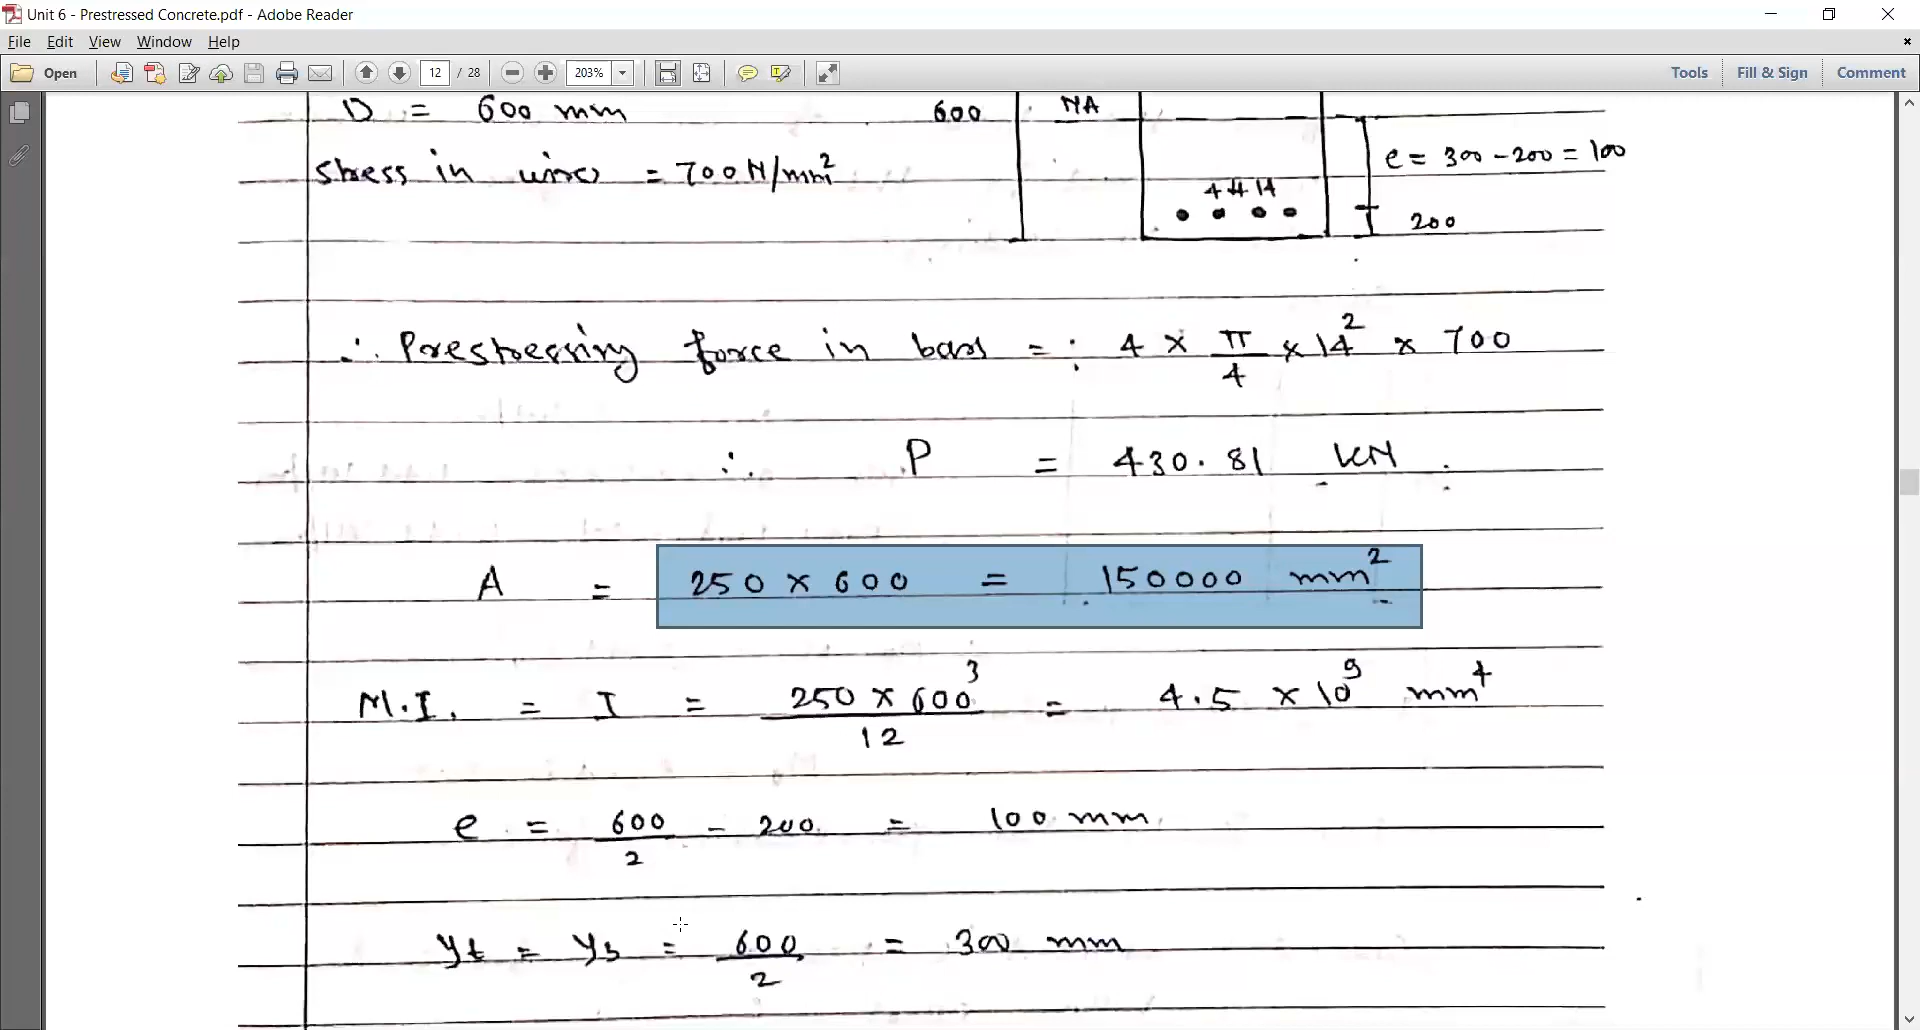 Unit 6 - Prestressed Concrete.pdf - Adobe Reader
File Edit View Window Help
Open 12 / 28 203% Tools Fill & Sign Comment
D = 600 mm
600 NA
e = 300 - 200 = 100
stress in wires = 700 N/mm²
4 # 14
200
∴ Prestressing force in bars = 4 × π/4 × 14² × 700
∴ P = 430.81 KN
A = 250 × 600 = 150000 mm²
M.I. = I = 250 × 600³ / 12 = 4.5 × 10⁹ mm⁴
e = 600/2 - 200 = 100 mm
yt = yb = 600/2 = 300 mm